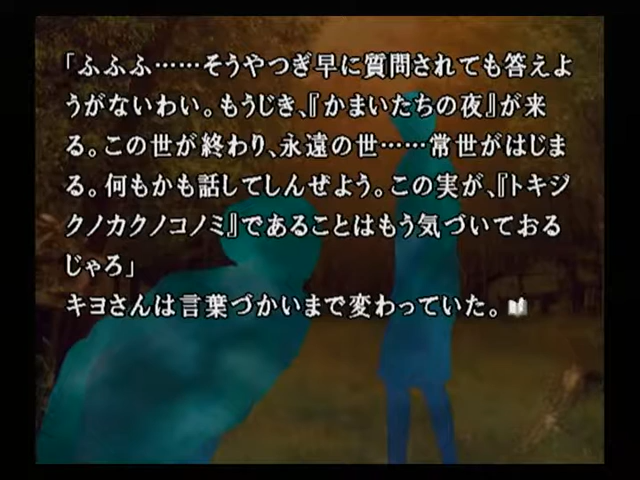 「ふふふ……そうやつぎ早に質問されても答えよ
うがないわい。もうじき、『かまいたちの夜』が来
る。この世が終わり、永遠の世……常世がはじま
る。何もかも話してしんぜよう。この実が、『トキジ
クノカクノコノミ』であることはもう気づいておる
じゃろ」
キヨさんは言葉づかいまで変わっていた。